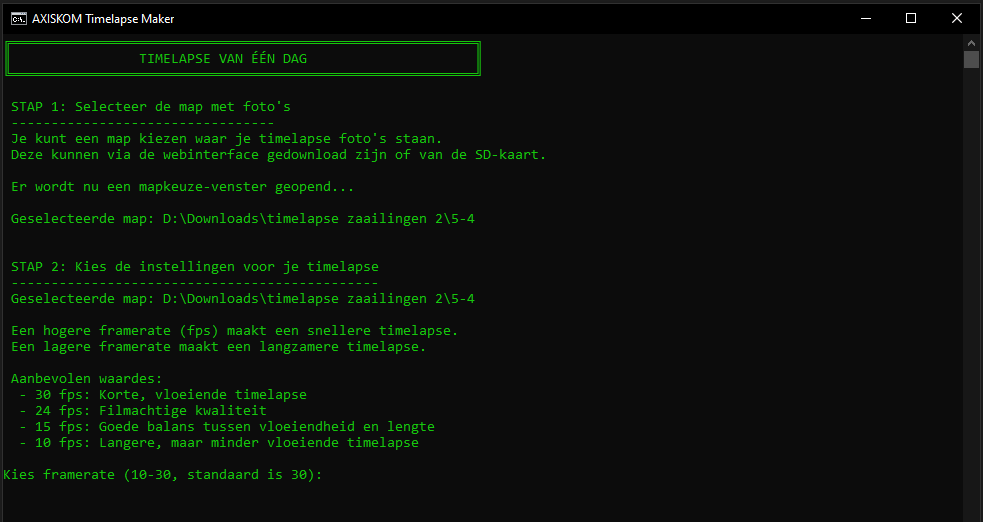 AXISKOM Timelapse Maker
TIMELAPSE VAN ÉÉN DAG
STAP 1: Selecteer de map met foto's
---------------------------------
Je kunt een map kiezen waar je timelapse foto's staan.
Deze kunnen via de webinterface gedownload zijn of van de SD-kaart.
Er wordt nu een mapkeuze-venster geopend...
Geselecteerde map: D:\Downloads\timelapse zaailingen 2\5-4
STAP 2: Kies de instellingen voor je timelapse
----------------------------------------------
Geselecteerde map: D:\Downloads\timelapse zaailingen 2\5-4
Een hogere framerate (fps) maakt een snellere timelapse.
Een lagere framerate maakt een langzamere timelapse.
Aanbevolen waardes:
- 30 fps: Korte, vloeiende timelapse
- 24 fps: Filmachtige kwaliteit
- 15 fps: Goede balans tussen vloeiendheid en lengte
- 10 fps: Langere, maar minder vloeiende timelapse
Kies framerate (10-30, standaard is 30):